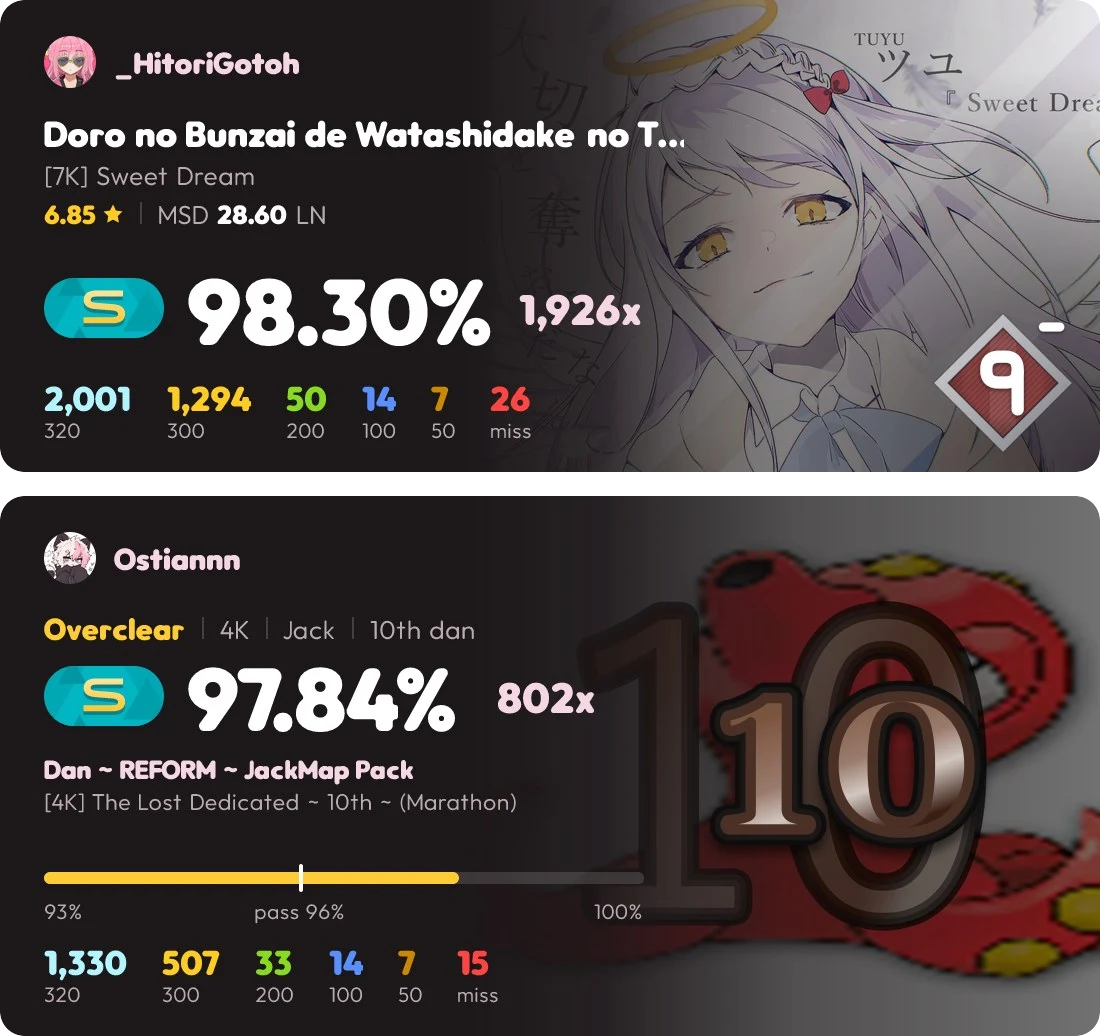 _HitoriGotoh
TUYU
ツユ
『 Sweet Drea
Doro no Bunzai de Watashidake no T...
[7K] Sweet Dream
6.85 ★ | MSD 28.60 LN
S 98.30% 1,926x
2,001 1,294 50 14 7 26
320 300 200 100 50 miss
9-
切
奪
Ostiannn
Overclear | 4K | Jack | 10th dan
S 97.84% 802x
10
10
Dan ~ REFORM ~ JackMap Pack
[4K] The Lost Dedicated ~ 10th ~ (Marathon)
93% pass 96% 100%
1,330 507 33 14 7 15
320 300 200 100 50 miss